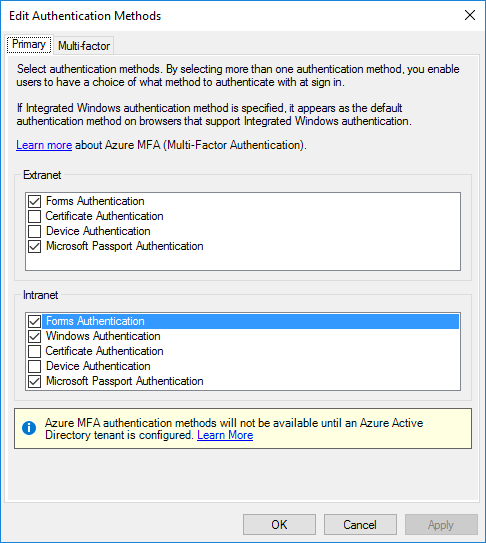 Edit Authentication Methods
Primary
Multi-factor
Select authentication methods. By selecting more than one authentication method, you enable
users to have a choice of what method to authenticate with at sign in.
If Integrated Windows authentication method is specified, it appears as the default
authentication method on browsers that support Integrated Windows authentication.
Learn more about Azure MFA (Multi-Factor Authentication).
Extranet
Forms Authentication
Certificate Authentication
Device Authentication
Microsoft Passport Authentication
Intranet
Forms Authentication
Windows Authentication
Certificate Authentication
Device Authentication
Microsoft Passport Authentication
Azure MFA authentication methods will not be available until an Azure Active
Directory tenant is configured. Learn More
OK
Cancel
Apply